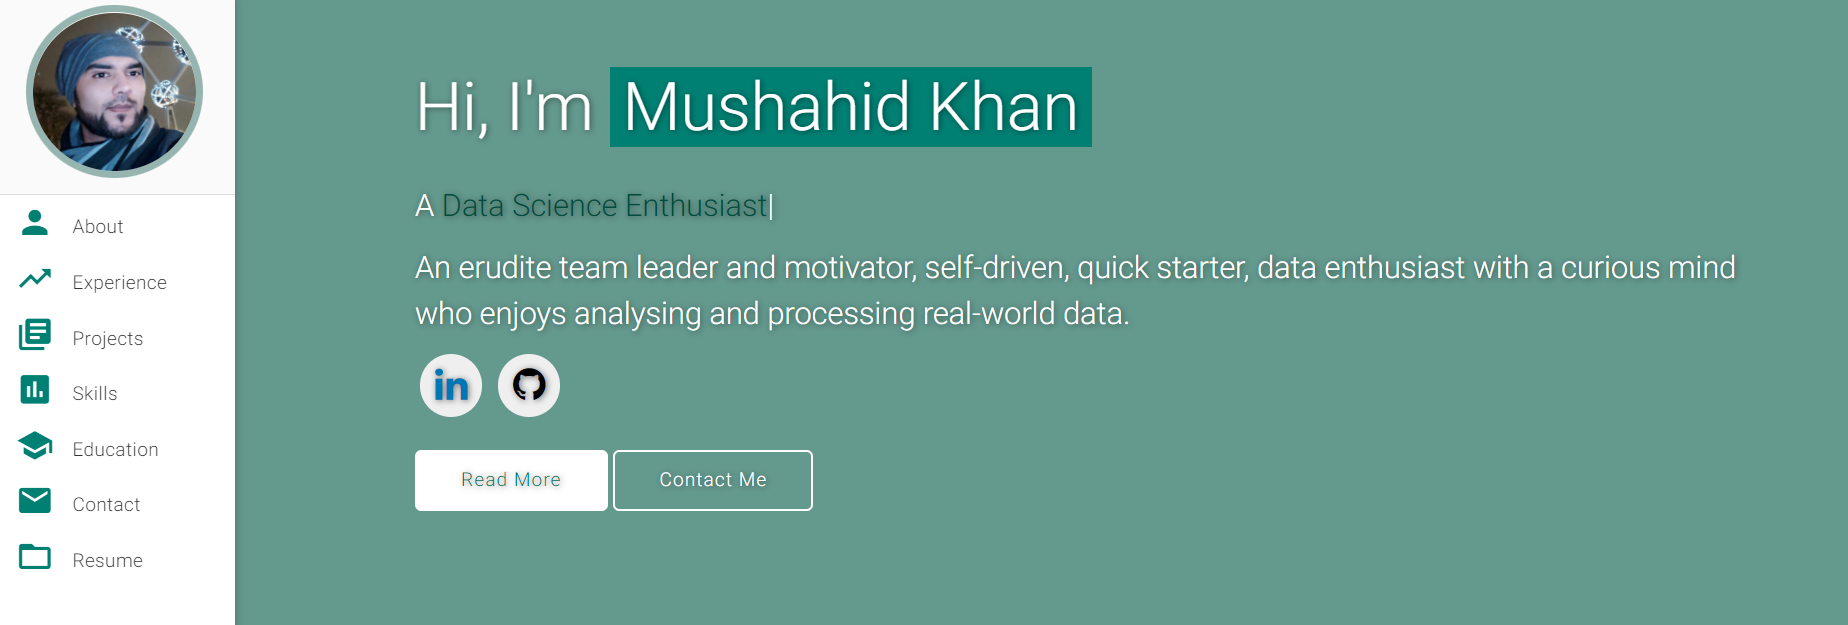 About
Experience
Projects
Skills
Education
Contact
Resume
Hi, I'm Mushahid Khan
A Data Science Enthusiast|
An erudite team leader and motivator, self-driven, quick starter, data enthusiast with a curious mind
who enjoys analysing and processing real-world data.
in
Read More Contact Me